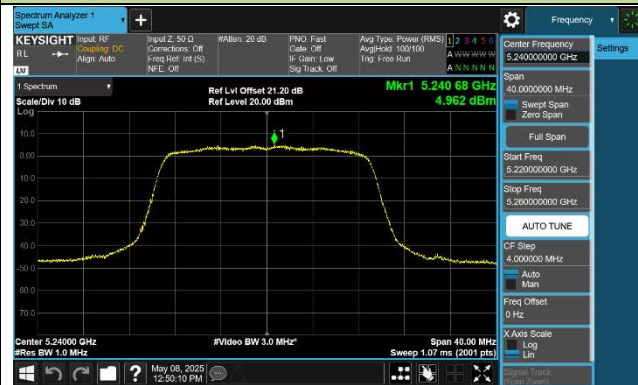 Spectrum Analyzer 1
Swept SA
Frequency
KEYSIGHT
RL
LXI
Input: RF
Coupling: DC
Align: Auto
Input Z: 50 Ω
Corrections: Off
Freq Ref: Int (S)
NFE: Off
#Atten: 20 dB
PNO: Fast
Gate: Off
IF Gain: Low
Sig Track: Off
Avg Type: Power (RMS)
Avg|Hold: 100/100
Trig: Free Run
1 2 3 4 5 6
A W W W W W
A N N N N N
1 Spectrum
Scale/Div 10 dB
Log
Ref Lvl Offset 21.20 dB
Ref Level 20.00 dBm
Mkr1 5.240 68 GHz
4.962 dBm
1
10.0
0.00
-10.0
-20.0
-30.0
-40.0
-50.0
-60.0
-70.0
Center 5.24000 GHz
#Res BW 1.0 MHz
#Video BW 3.0 MHz*
Span 40.00 MHz
Sweep 1.07 ms (2001 pts)
Center Frequency
5.240000000 GHz
Settings
Span
40.0000000 MHz
Swept Span
Zero Span
Full Span
Start Freq
5.220000000 GHz
Stop Freq
5.260000000 GHz
AUTO TUNE
CF Step
4.000000 MHz
Auto
Man
Freq Offset
0 Hz
X Axis Scale
Log
Lin
Signal Track
(Span Zoom)
May 08, 2025
12:50:10 PM